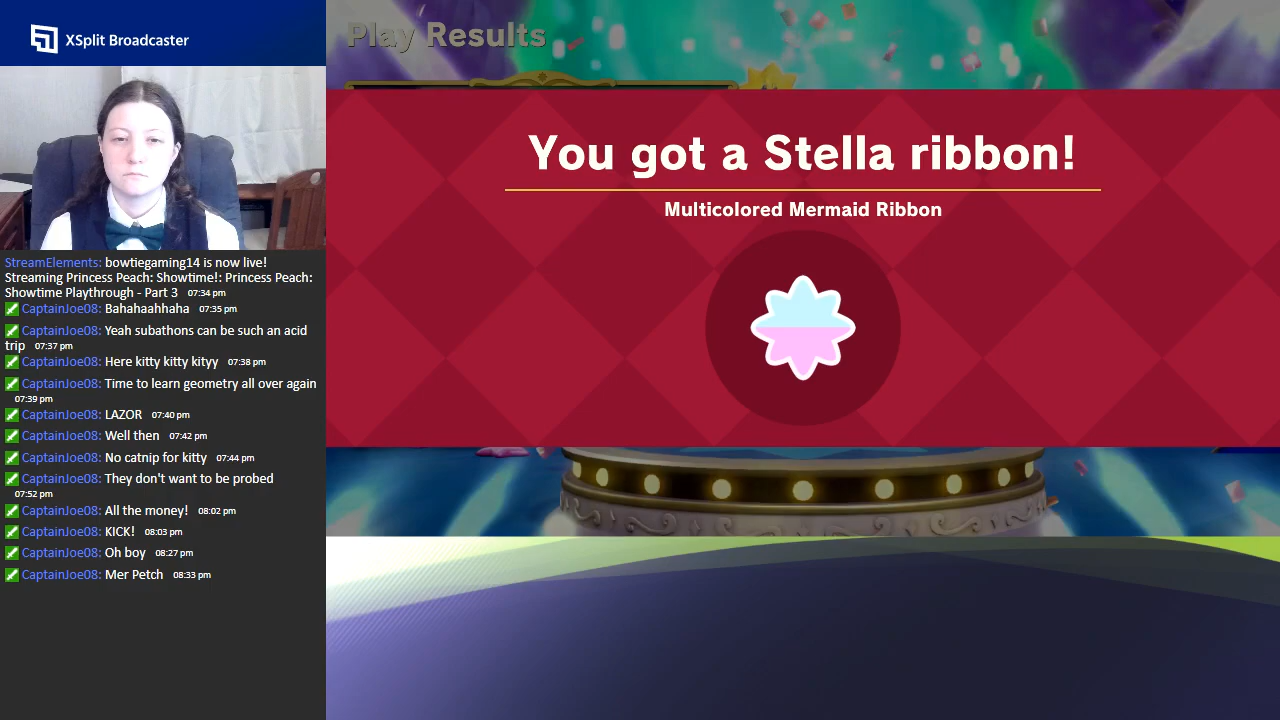 XSplit Broadcaster
StreamElements: bowtiegaming14 is now live!
Streaming Princess Peach: Showtime!: Princess Peach:
Showtime Playthrough - Part 3 07:34 pm
CaptainJoe08: Bahahaahhaha 07:35 pm
CaptainJoe08: Yeah subathons can be such an acid
trip 07:37 pm
CaptainJoe08: Here kitty kitty kityy 07:38 pm
CaptainJoe08: Time to learn geometry all over again
07:39 pm
CaptainJoe08: LAZOR 07:40 pm
CaptainJoe08: Well then 07:42 pm
CaptainJoe08: No catnip for kitty 07:44 pm
CaptainJoe08: They don't want to be probed
07:52 pm
CaptainJoe08: All the money! 08:02 pm
CaptainJoe08: KICK! 08:03 pm
CaptainJoe08: Oh boy 08:27 pm
CaptainJoe08: Mer Petch 08:33 pm
Play Results
You got a Stella ribbon!
Multicolored Mermaid Ribbon